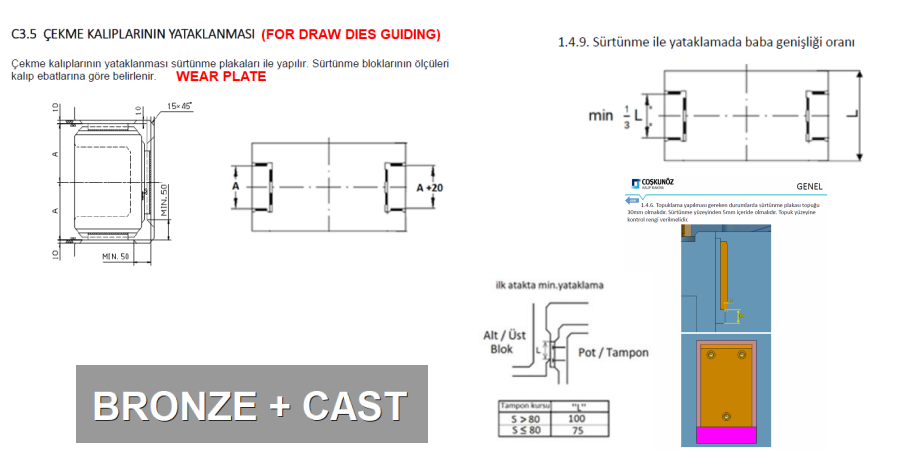 C3.5 ÇEKME KALIPLARININ YATAKLANMASI (FOR DRAW DIES GUIDING)
Çekme kalıplarının yataklanması sürtünme plakaları ile yapılır. Sürtünme bloklarının ölçüleri
kalıp ebatlarına göre belirlenir. WEAR PLATE
10
10
15×45°
A
A
MIN. 50
10
MIN. 50
A
A +20
1.4.9. Sürtünme ile yataklamada baba genişliği oranı
min 1/3 L
L
COŞKUNÖZ
KALIP MAKİNA
GENEL
1.4.6. Topuklama yapılması gereken durumlarda sürtünme plakası topuğu
30mm olmalıdır. Sürtünme yüzeyinden 5mm içeride olmalıdır. Topuk yüzeyine
kontrol rengi verilmelidir.
ilk atakta min.yataklama
Alt / Üst
Blok
L
Pot / Tampon
Tampon kursu "L"
S > 80 100
S ≤ 80 75
BRONZE + CAST